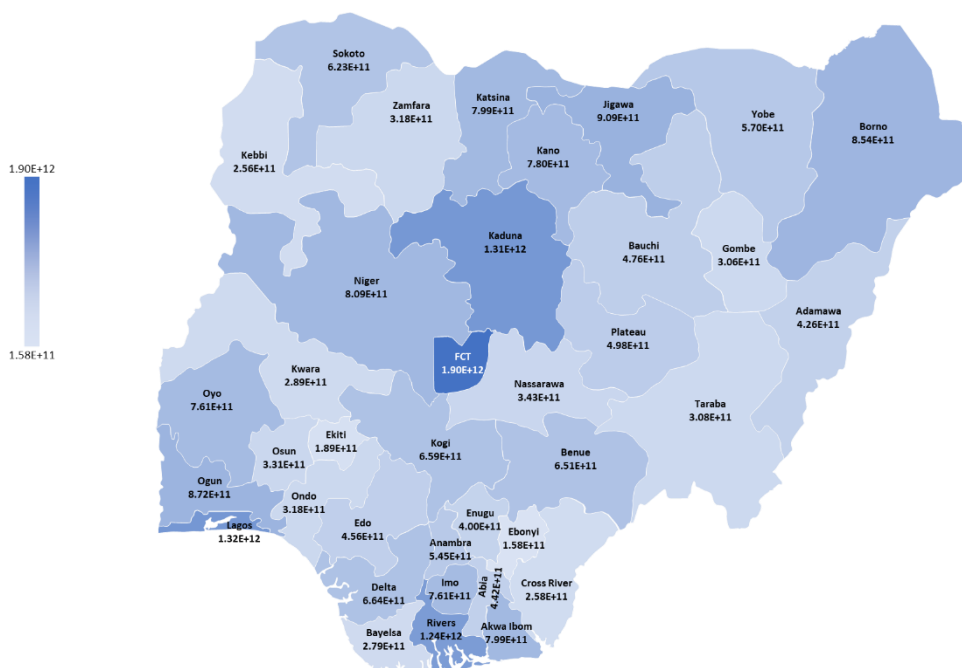 Sokoto
6.23E+11
Zamfara
3.18E+11
Katsina
7.99E+11
Jigawa
9.09E+11
Yobe
5.70E+11
Borno
8.54E+11
Kebbi
2.56E+11
Kano
7.80E+11
1.90E+12
1.58E+11
Kaduna
1.31E+12
Bauchi
4.76E+11
Gombe
3.06E+11
Niger
8.09E+11
Adamawa
4.26E+11
Plateau
4.98E+11
FCT
1.90E+12
Kwara
2.89E+11
Nassarawa
3.43E+11
Taraba
3.08E+11
Oyo
7.61E+11
Ekiti
1.89E+11
Osun
3.31E+11
Kogi
6.59E+11
Benue
6.51E+11
Ogun
8.72E+11
Ondo
3.18E+11
Lagos
1.32E+12
Edo
4.56E+11
Enugu
4.00E+11
Ebonyi
1.58E+11
Anambra
5.45E+11
Delta
6.64E+11
Imo
7.61E+11
Abia
4.42E+11
Cross River
2.58E+11
Bayelsa
2.79E+11
Rivers
1.24E+12
Akwa Ibom
7.99E+11